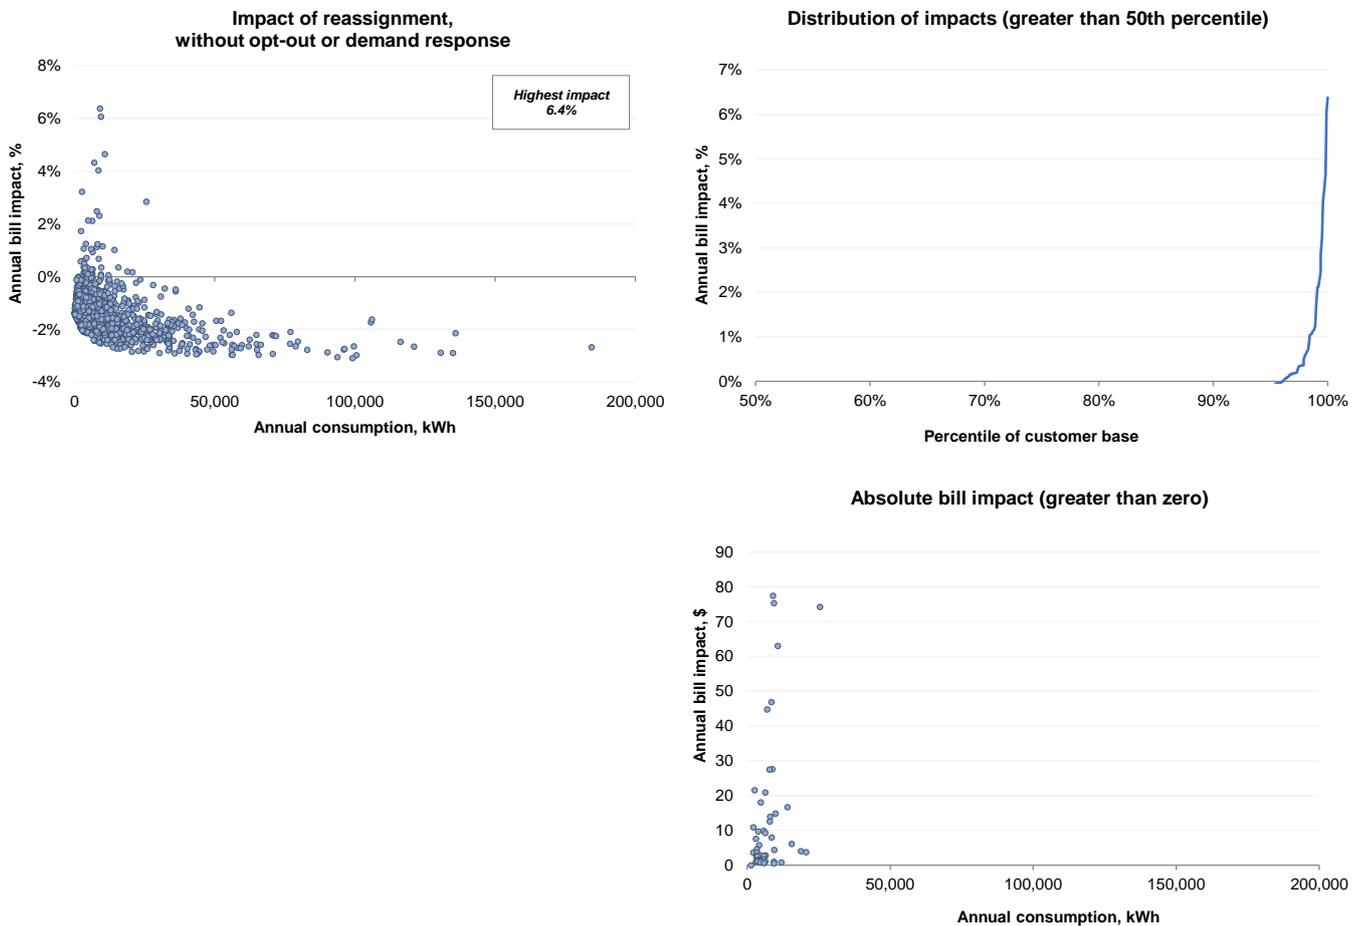 Impact of reassignment,
without opt-out or demand response
8%
6%
4%
2%
0%
-2%
-4%
Annual bill impact, %
Highest impact
6.4%
0 50,000 100,000 150,000 200,000
Annual consumption, kWh
Distribution of impacts (greater than 50th percentile)
7%
6%
5%
4%
3%
2%
1%
0%
Annual bill impact, %
50% 60% 70% 80% 90% 100%
Percentile of customer base
Absolute bill impact (greater than zero)
90
80
70
60
50
40
30
20
10
0
Annual bill impact, $
0 50,000 100,000 150,000 200,000
Annual consumption, kWh